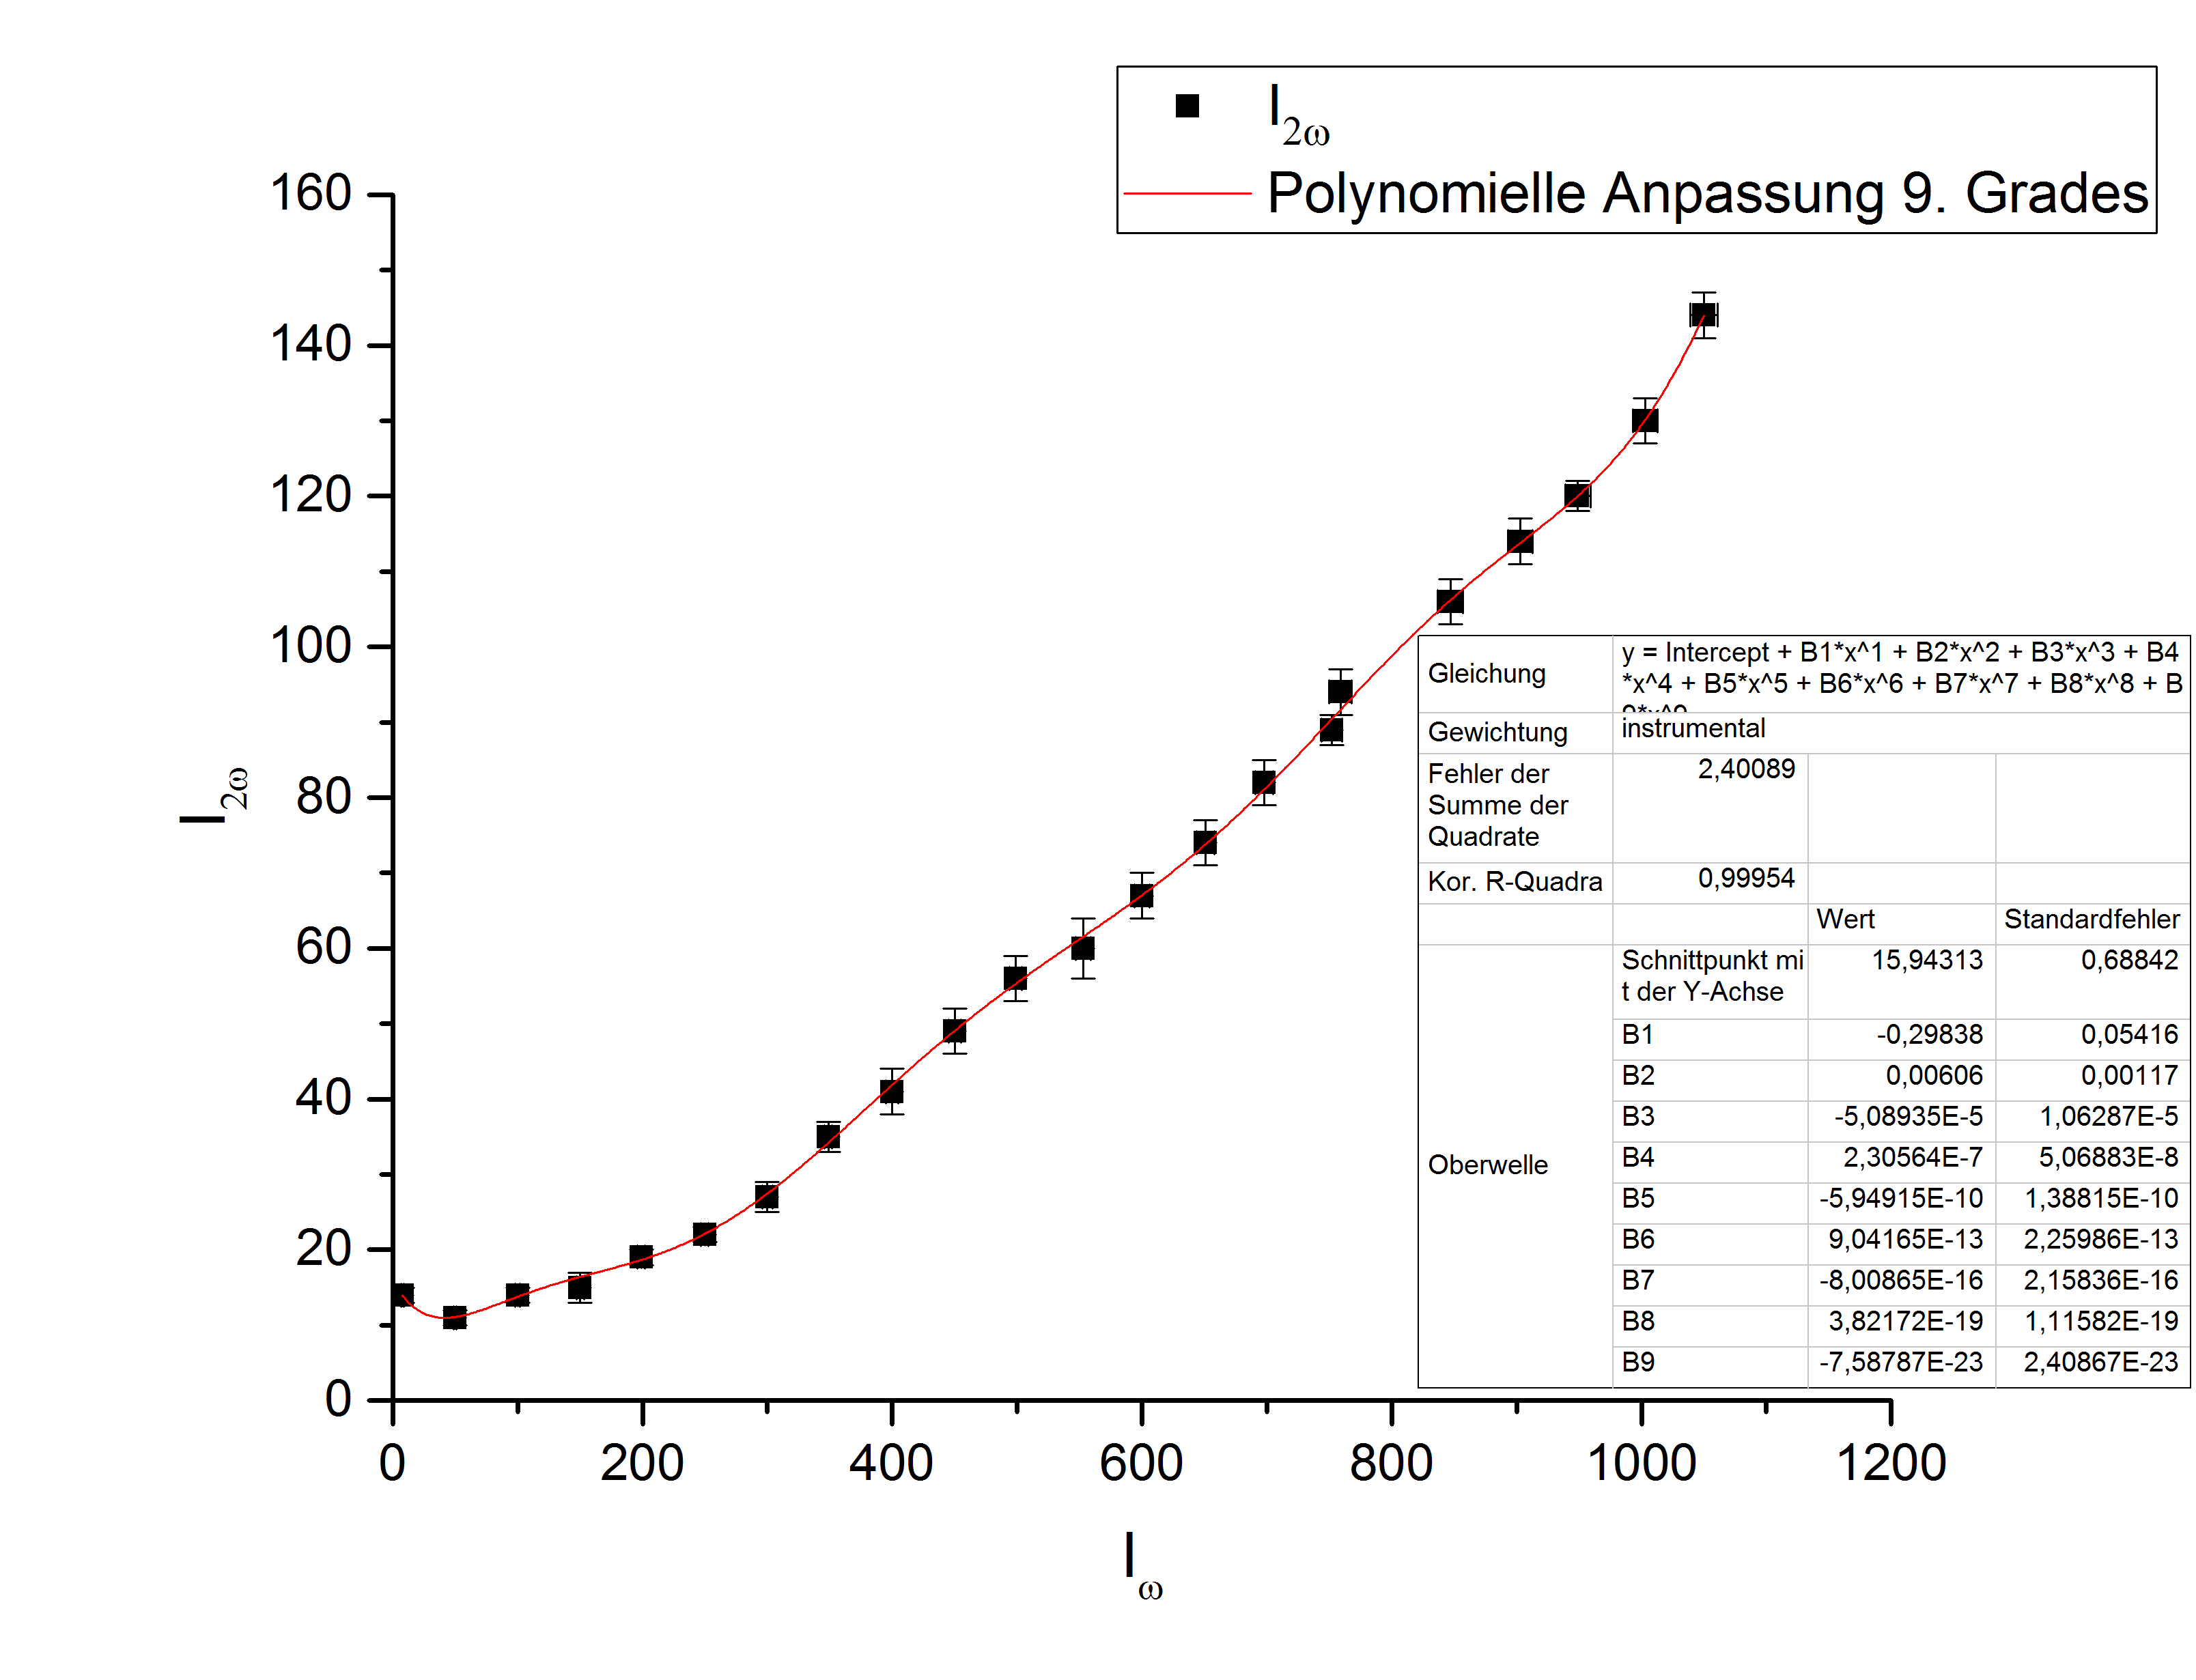 I2ω
Polynomielle Anpassung 9. Grades
160
140
120
100
80
60
40
20
0
I2ω
0 200 400 600 800 1000 1200
Iω
Gleichung
y = Intercept + B1*x^1 + B2*x^2 + B3*x^3 + B4
*x^4 + B5*x^5 + B6*x^6 + B7*x^7 + B8*x^8 + B
9*x^9
Gewichtung instrumental
Fehler der
Summe der
Quadrate
2,40089
Kor. R-Quadra 0,99954
Wert Standardfehler
Oberwelle
Schnittpunkt mi
t der Y-Achse
15,94313 0,68842
B1 -0,29838 0,05416
B2 0,00606 0,00117
B3 -5,08935E-5 1,06287E-5
B4 2,30564E-7 5,06883E-8
B5 -5,94915E-10 1,38815E-10
B6 9,04165E-13 2,25986E-13
B7 -8,00865E-16 2,15836E-16
B8 3,82172E-19 1,11582E-19
B9 -7,58787E-23 2,40867E-23